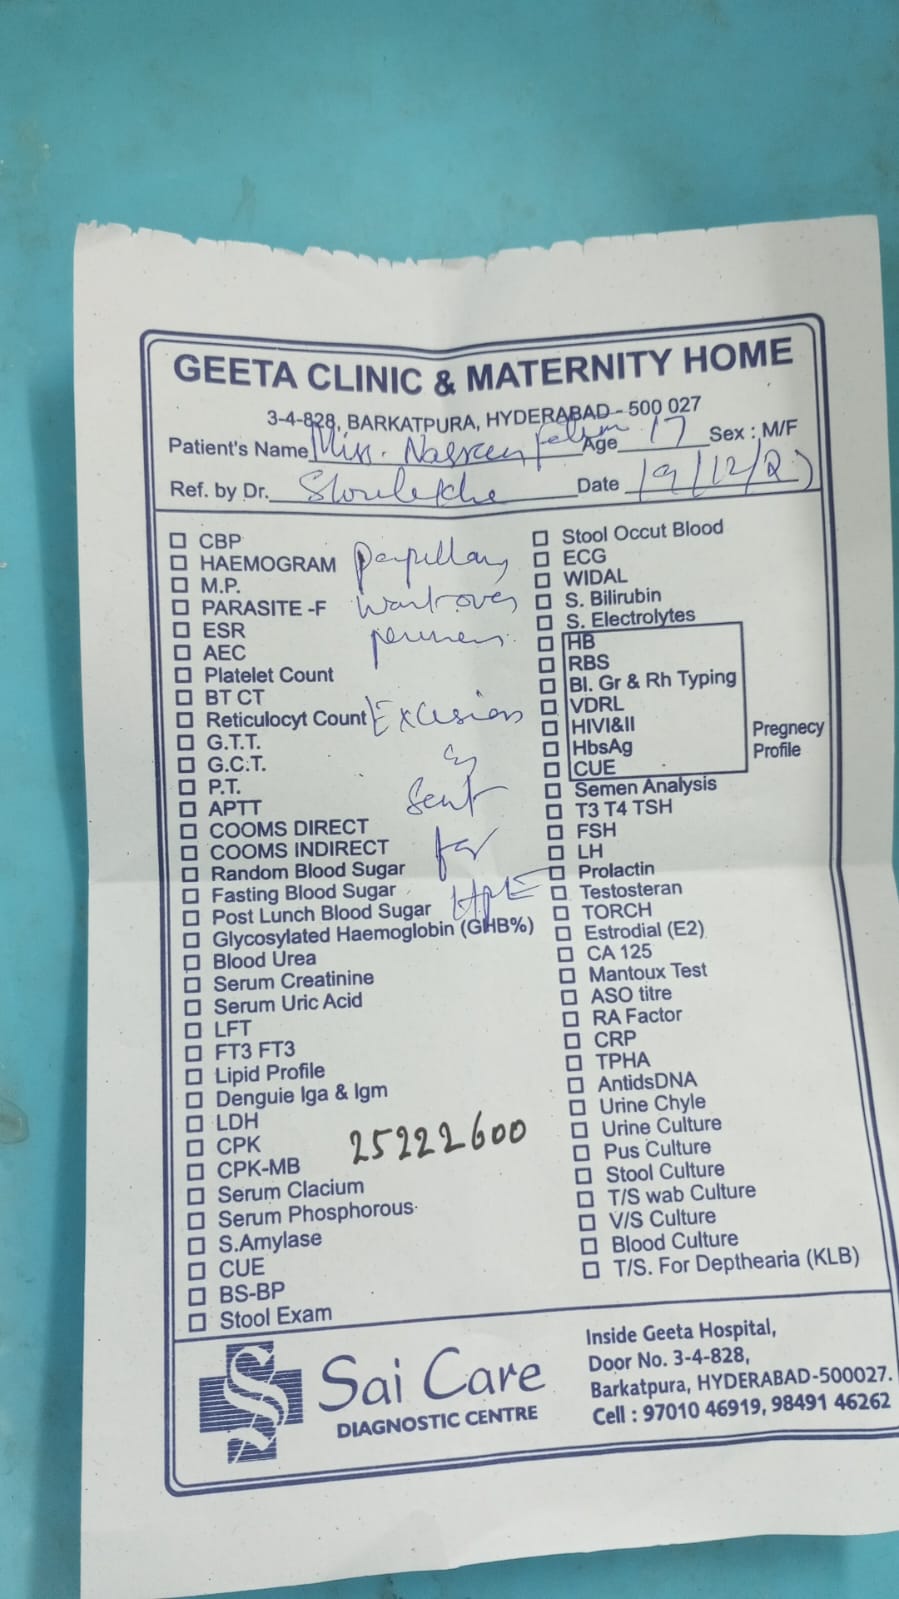 GEETA CLINIC & MATERNITY HOME
3-4-828, BARKATPURA, HYDERABAD - 500 027
Patient's Name Miss. Nasreen Age 17 Sex : M/F
Ref. by Dr. Date 19/12/2
CBP
HAEMOGRAM
M.P.
PARASITE -F
ESR
AEC
Platelet Count
BT CT
Reticulocyt Count
G.T.T.
G.C.T.
P.T.
APTT
COOMS DIRECT
COOMS INDIRECT
Random Blood Sugar
Fasting Blood Sugar
Post Lunch Blood Sugar
Glycosylated Haemoglobin (GHB%)
Blood Urea
Serum Creatinine
Serum Uric Acid
LFT
FT3 FT3
Lipid Profile
Denguie Iga & Igm
LDH
CPK
CPK-MB
Serum Clacium
Serum Phosphorous
S.Amylase
CUE
BS-BP
Stool Exam
papillary
wart over
Excision
sent
for
HPE
25222600
Stool Occut Blood
ECG
WIDAL
S. Bilirubin
S. Electrolytes
HB
RBS
Bl. Gr & Rh Typing
VDRL
HIVI&II
HbsAg
CUE
Pregnecy
Profile
Semen Analysis
T3 T4 TSH
FSH
LH
Prolactin
Testosteran
TORCH
Estrodial (E2)
CA 125
Mantoux Test
ASO titre
RA Factor
CRP
TPHA
AntidsDNA
Urine Chyle
Urine Culture
Pus Culture
Stool Culture
T/S wab Culture
V/S Culture
Blood Culture
T/S. For Depthearia (KLB)
Sai Care
DIAGNOSTIC CENTRE
Inside Geeta Hospital,
Door No. 3-4-828,
Barkatpura, HYDERABAD-500027.
Cell : 97010 46919, 98491 46262